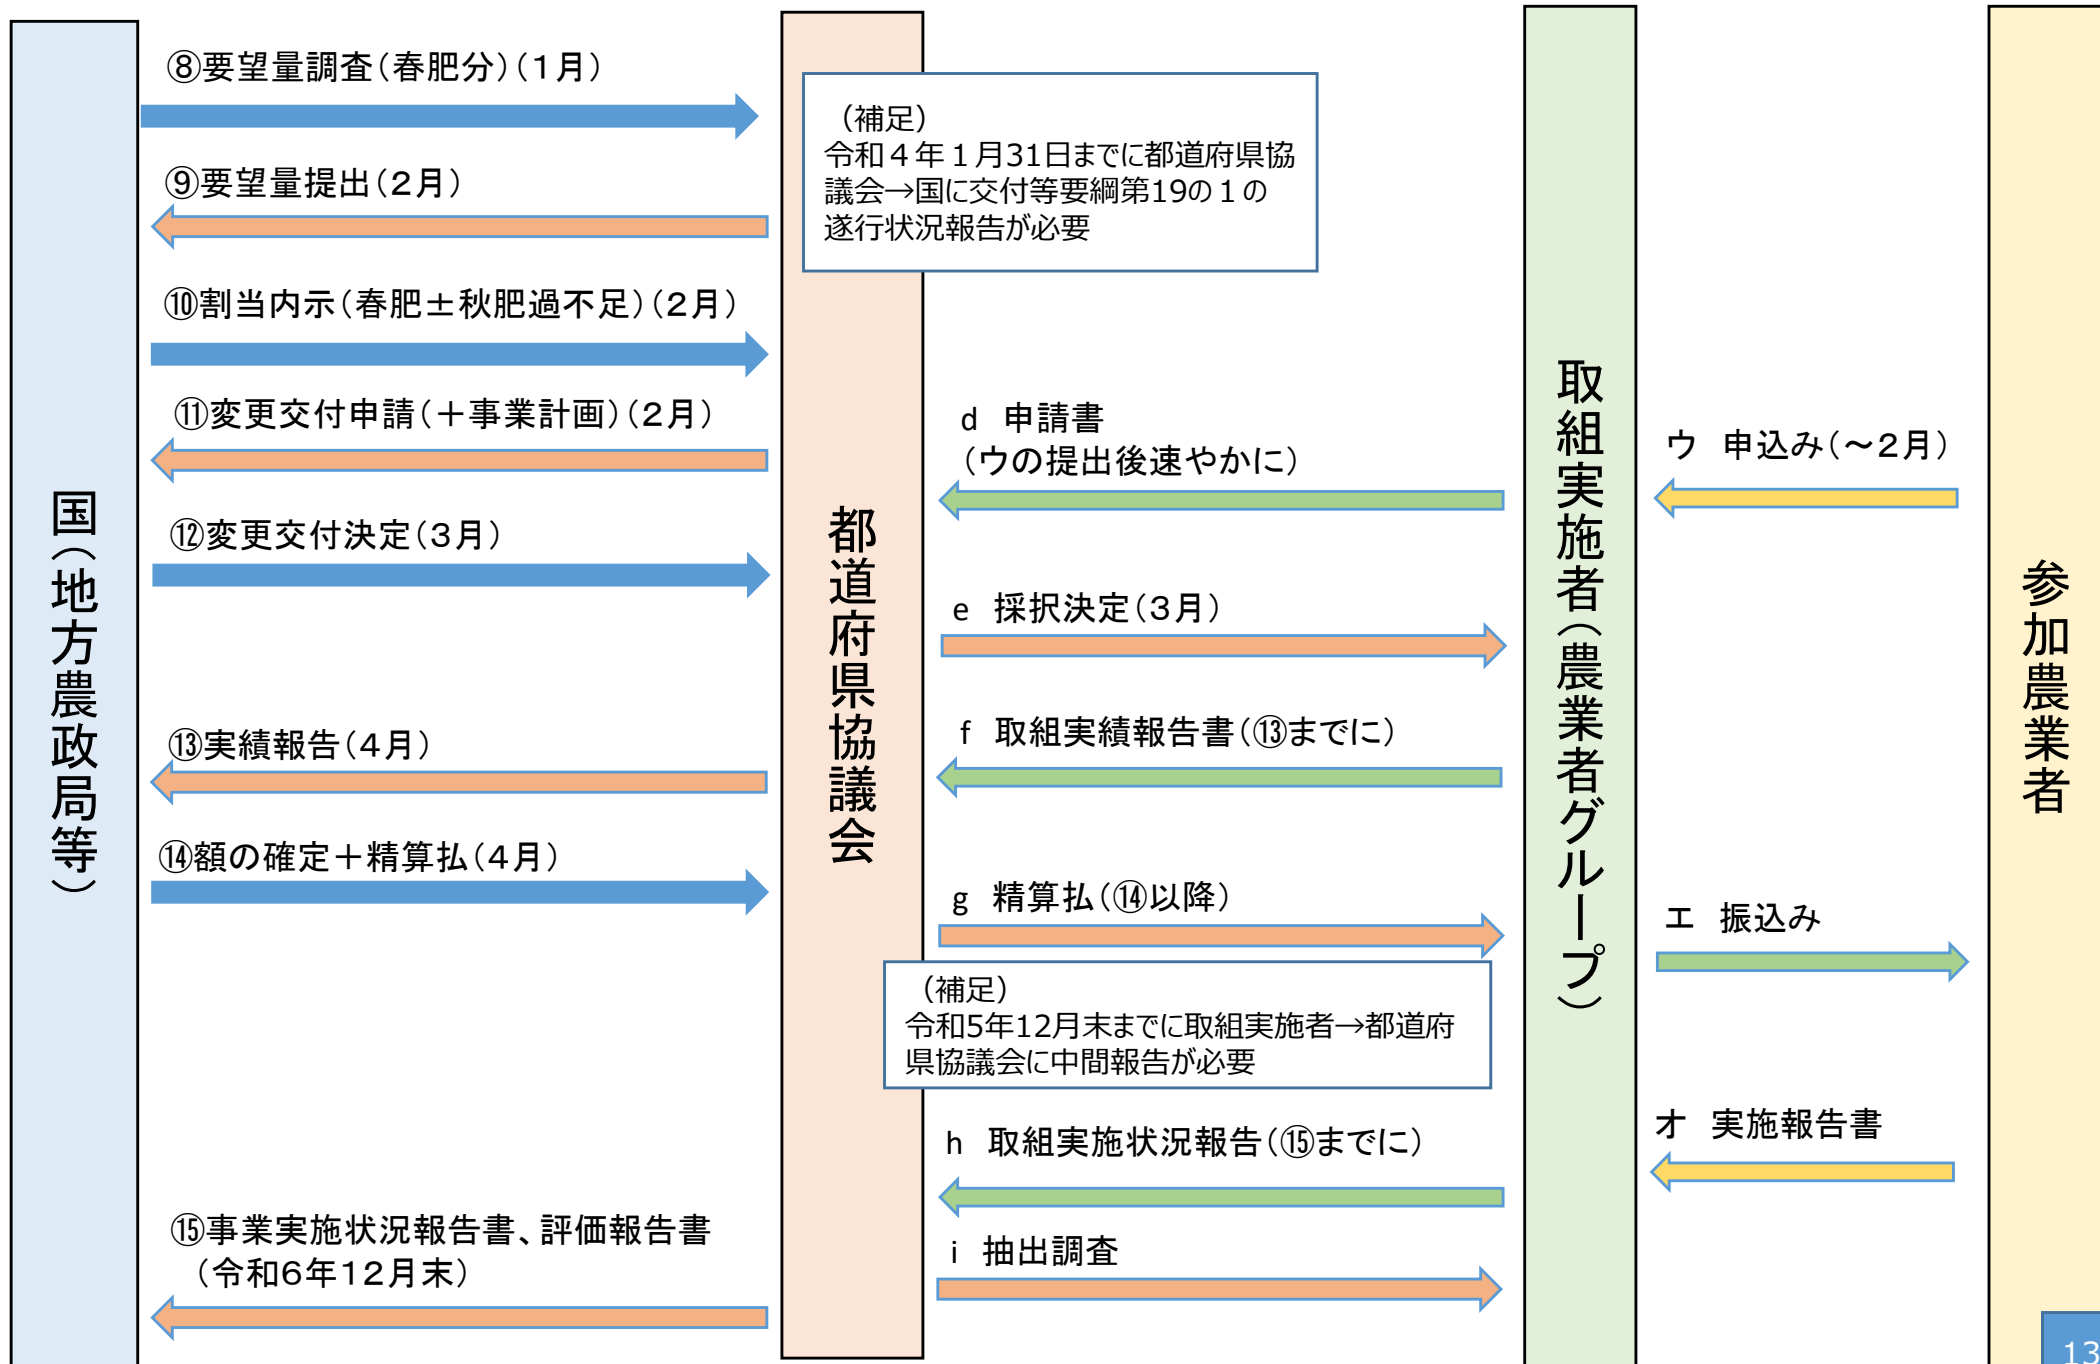 国（地方農政局等）
⑧要望量調査（春肥分）（１月）
⑨要望量提出（２月）
⑩割当内示（春肥±秋肥過不足）（２月）
⑪変更交付申請（＋事業計画）（２月）
⑫変更交付決定（３月）
⑬実績報告（４月）
⑭額の確定＋精算払（４月）
⑮事業実施状況報告書、評価報告書
（令和６年１２月末）
都道府県協議会
（補足）
令和４年１月31日までに都道府県協
議会→国に交付等要綱第19の１の
遂行状況報告が必要
d 申請書
（ウの提出後速やかに）
e 採択決定（３月）
f 取組実績報告書（⑬までに）
g 精算払（⑭以降）
（補足）
令和5年12月末までに取組実施者→都道府
県協議会に中間報告が必要
h 取組実施状況報告（⑮までに）
i 抽出調査
取組実施者（農業者グループ）
ウ 申込み（～２月）
エ 振込み
オ 実施報告書
参加農業者
13